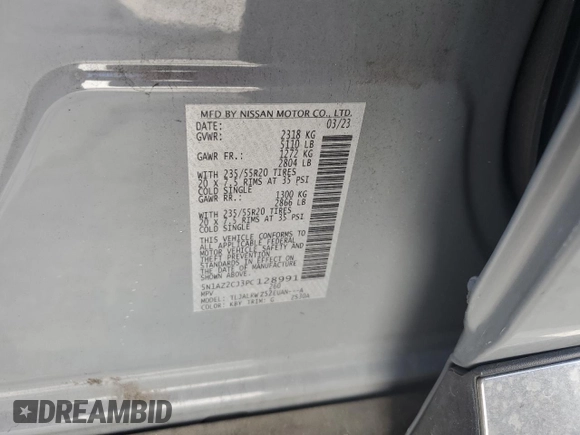 MFD BY NISSAN MOTOR CO., LTD.
DATE: 03/23
GVWR: 2318 KG
5110 LB
GAWR FR.: 1272 KG
2804 LB
WITH 235/55R20 TIRES
20 x 7.5 RIMS AT 35 PSI
COLD SINGLE
GAWR RR.: 1300 KG
2866 LB
WITH 235/55R20 TIRES
20 x 7.5 RIMS AT 35 PSI
COLD SINGLE
THIS VEHICLE CONFORMS TO
ALL APPLICABLE FEDERAL
MOTOR VEHICLE SAFETY AND
THEFT PREVENTION
STANDARDS IN EFFECT ON
THE DATE OF MANUFACTURE
SHOWN ABOVE.
5N1AZ2CJ3PC128991
MPV
MODEL:
COLOR: KBY TRIM: G
DREAMBID